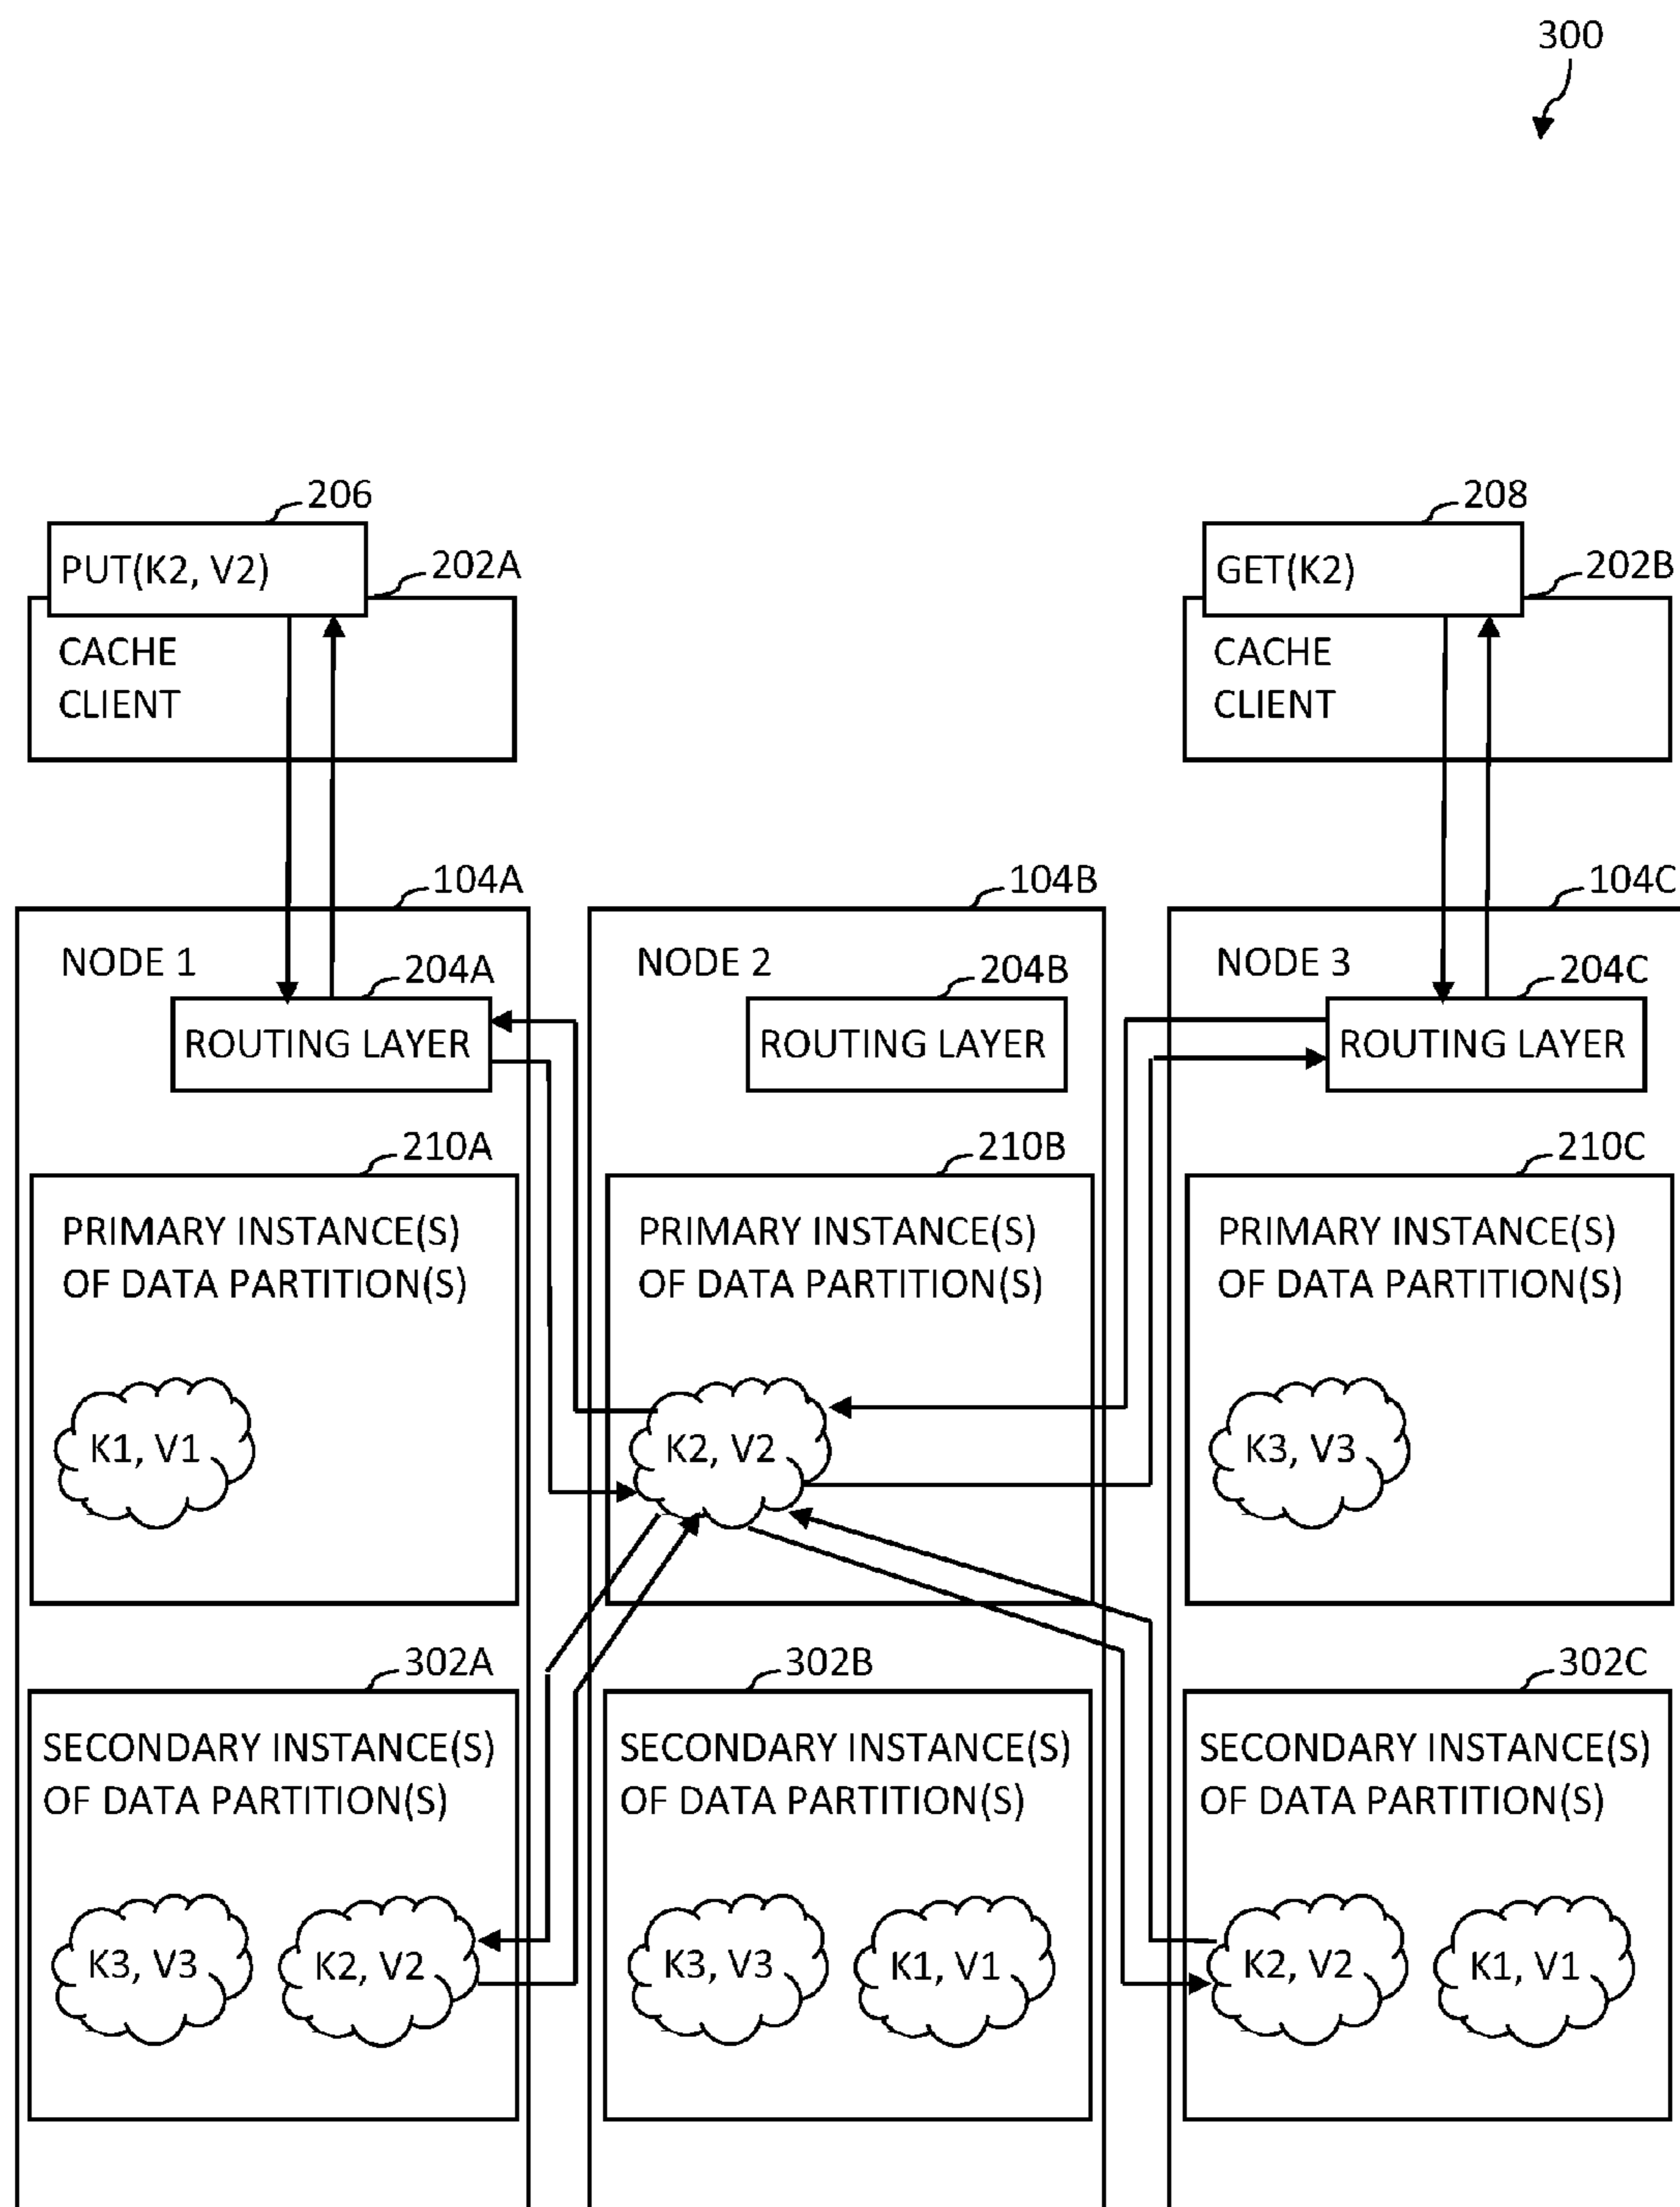 300
206
208
PUT(K2, V2)
202A
GET(K2)
202B
CACHE
CLIENT
CACHE
CLIENT
104A
104B
104C
NODE 1
204A
NODE 2
204B
NODE 3
204C
ROUTING LAYER
ROUTING LAYER
ROUTING LAYER
210A
210B
210C
PRIMARY INSTANCE(S)
OF DATA PARTITION(S)
PRIMARY INSTANCE(S)
OF DATA PARTITION(S)
PRIMARY INSTANCE(S)
OF DATA PARTITION(S)
K1, V1
K2, V2
K3, V3
302A
302B
302C
SECONDARY INSTANCE(S)
OF DATA PARTITION(S)
SECONDARY INSTANCE(S)
OF DATA PARTITION(S)
SECONDARY INSTANCE(S)
OF DATA PARTITION(S)
K3, V3
K2, V2
K3, V3
K1, V1
K2, V2
K1, V1